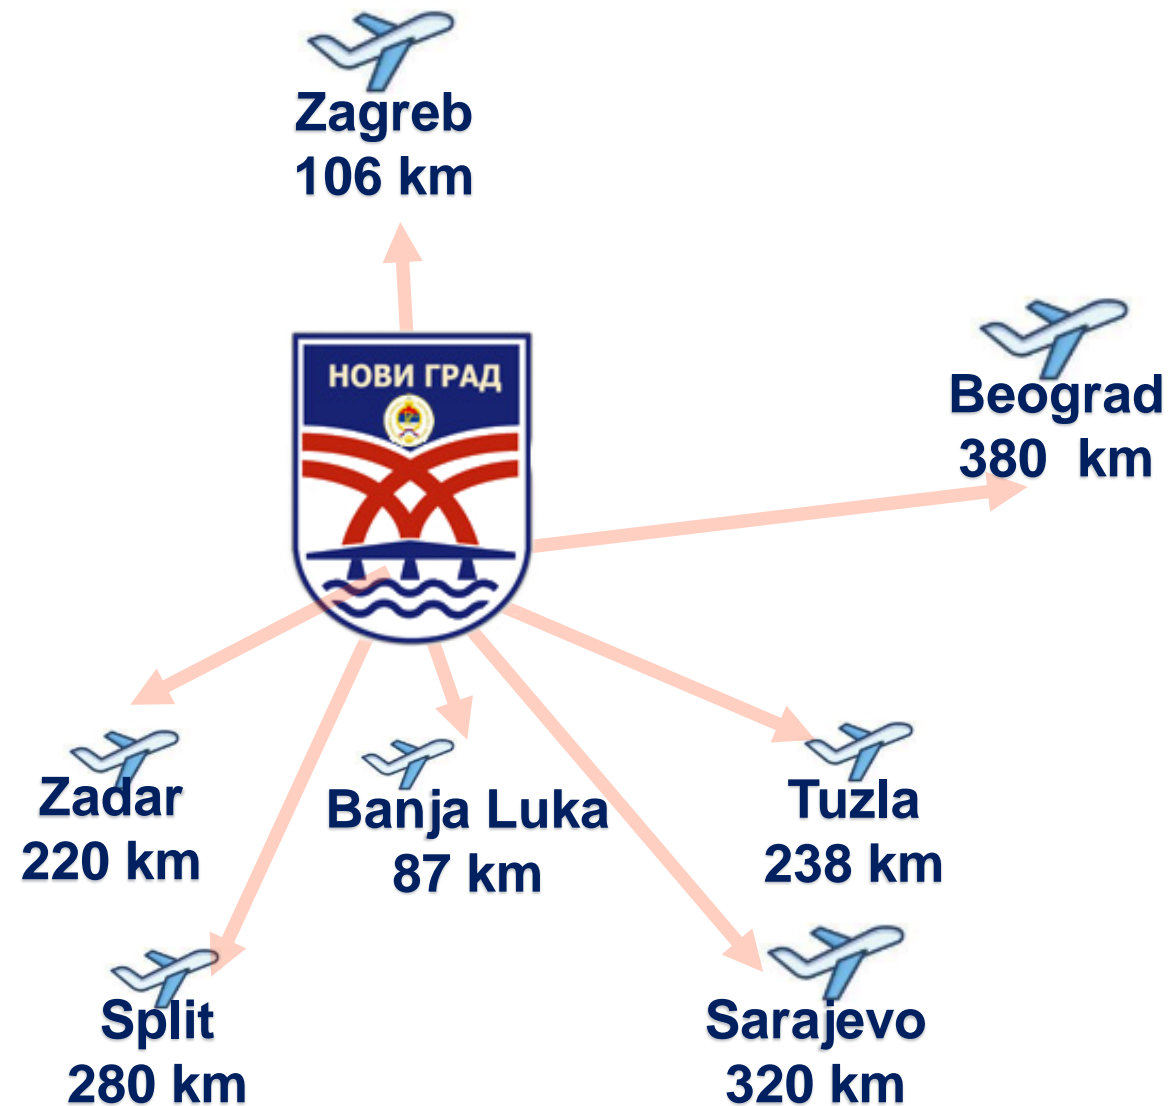 Zagreb
106 km
НОВИ ГРАД
Beograd
380  km
Zadar
220 km
Banja Luka
87 km
Tuzla
238 km
Split
280 km
Sarajevo
320 km